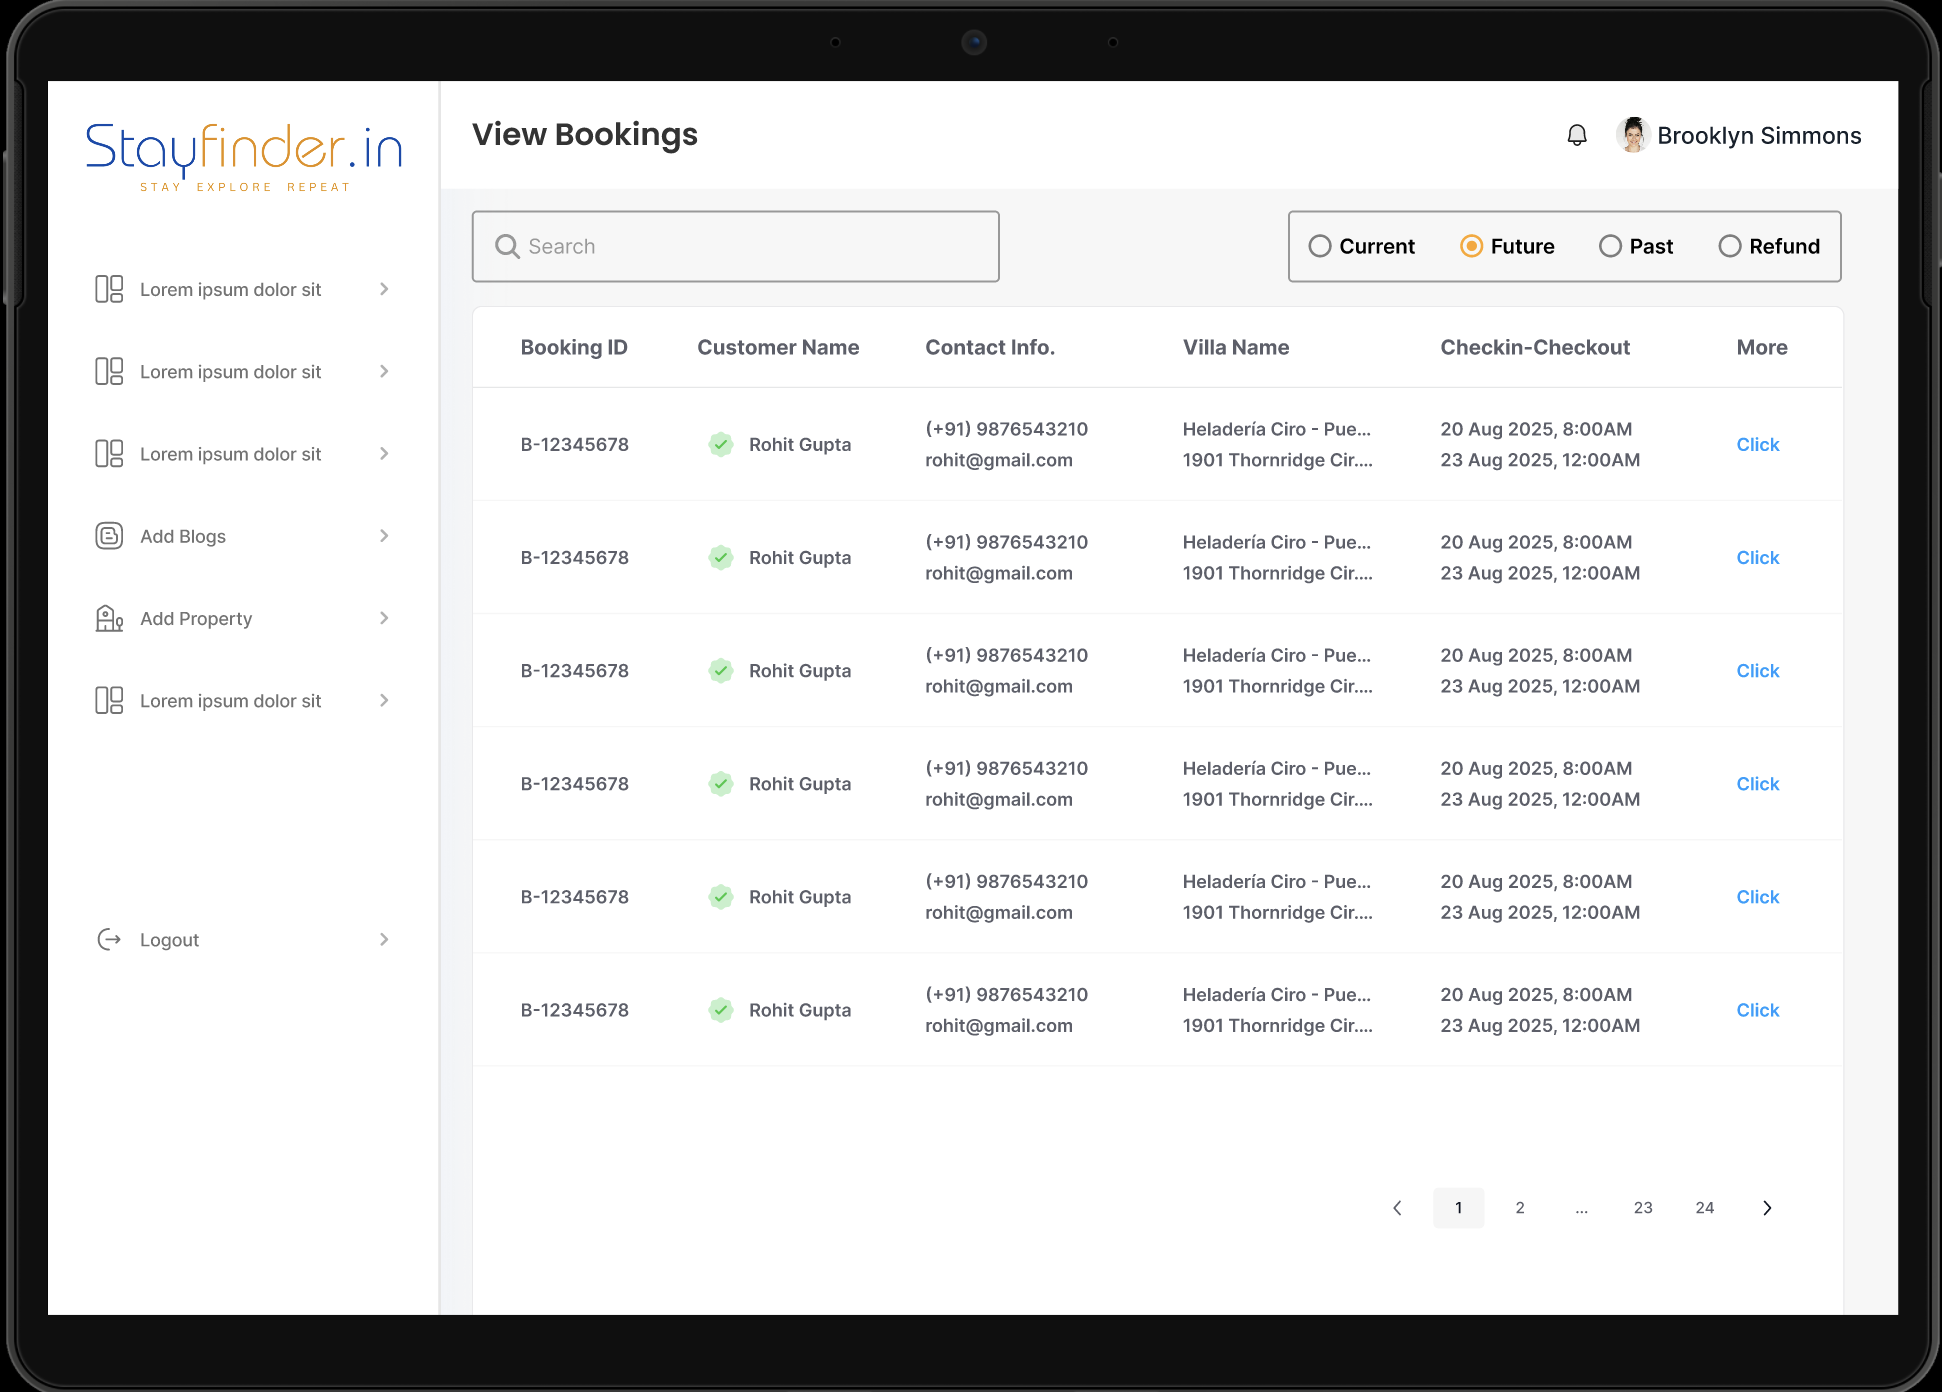 Stayfinder.in
STAY EXPLORE REPEAT
Lorem ipsum dolor sit
Lorem ipsum dolor sit
Lorem ipsum dolor sit
Add Blogs
Add Property
Lorem ipsum dolor sit
Logout
View Bookings
Brooklyn Simmons
Search
Current Future Past Refund
Booking ID Customer Name Contact Info. Villa Name Checkin-Checkout More
B-12345678 Rohit Gupta (+91) 9876543210 Heladería Ciro - Pue... 20 Aug 2025, 8:00AM Click
rohit@gmail.com 1901 Thornridge Cir.... 23 Aug 2025, 12:00AM
B-12345678 Rohit Gupta (+91) 9876543210 Heladería Ciro - Pue... 20 Aug 2025, 8:00AM Click
rohit@gmail.com 1901 Thornridge Cir.... 23 Aug 2025, 12:00AM
B-12345678 Rohit Gupta (+91) 9876543210 Heladería Ciro - Pue... 20 Aug 2025, 8:00AM Click
rohit@gmail.com 1901 Thornridge Cir.... 23 Aug 2025, 12:00AM
B-12345678 Rohit Gupta (+91) 9876543210 Heladería Ciro - Pue... 20 Aug 2025, 8:00AM Click
rohit@gmail.com 1901 Thornridge Cir.... 23 Aug 2025, 12:00AM
B-12345678 Rohit Gupta (+91) 9876543210 Heladería Ciro - Pue... 20 Aug 2025, 8:00AM Click
rohit@gmail.com 1901 Thornridge Cir.... 23 Aug 2025, 12:00AM
B-12345678 Rohit Gupta (+91) 9876543210 Heladería Ciro - Pue... 20 Aug 2025, 8:00AM Click
rohit@gmail.com 1901 Thornridge Cir.... 23 Aug 2025, 12:00AM
1 2 ... 23 24